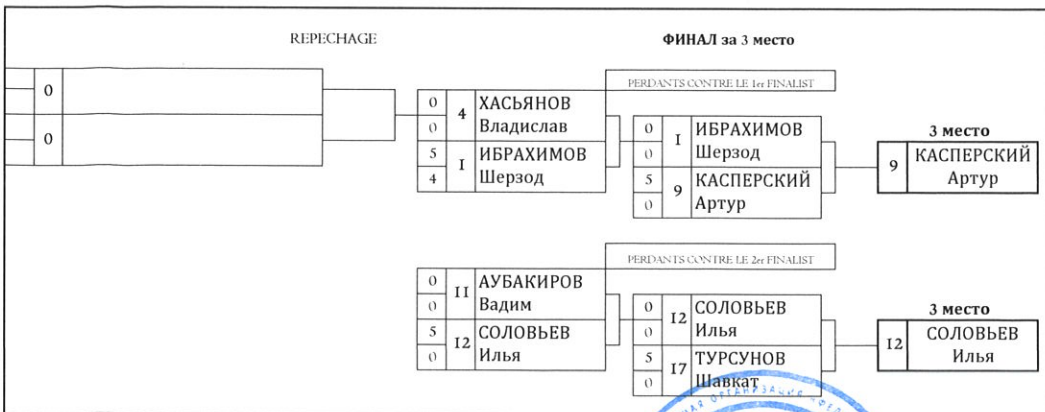 REPECHAGE
ФИНАЛ за 3 место
PERDANTS CONTRE LE 1er FINALIST
0
0
0 0 4 ХАСЬЯНОВ
Владислав
5 4 I ИБРАХИМОВ
Шерзод
0 0 I ИБРАХИМОВ
Шерзод
5 0 9 КАСПЕРСКИЙ
Артур
3 место
9 КАСПЕРСКИЙ
Артур
PERDANTS CONTRE LE 2er FINALIST
0 0 II АУБАКИРОВ
Вадим
5 0 I2 СОЛОВЬЕВ
Илья
0 0 I2 СОЛОВЬЕВ
Илья
5 0 I7 ТУРСУНОВ
Шавкат
3 место
I2 СОЛОВЬЕВ
Илья
ОРГАНИЗАЦИЯ